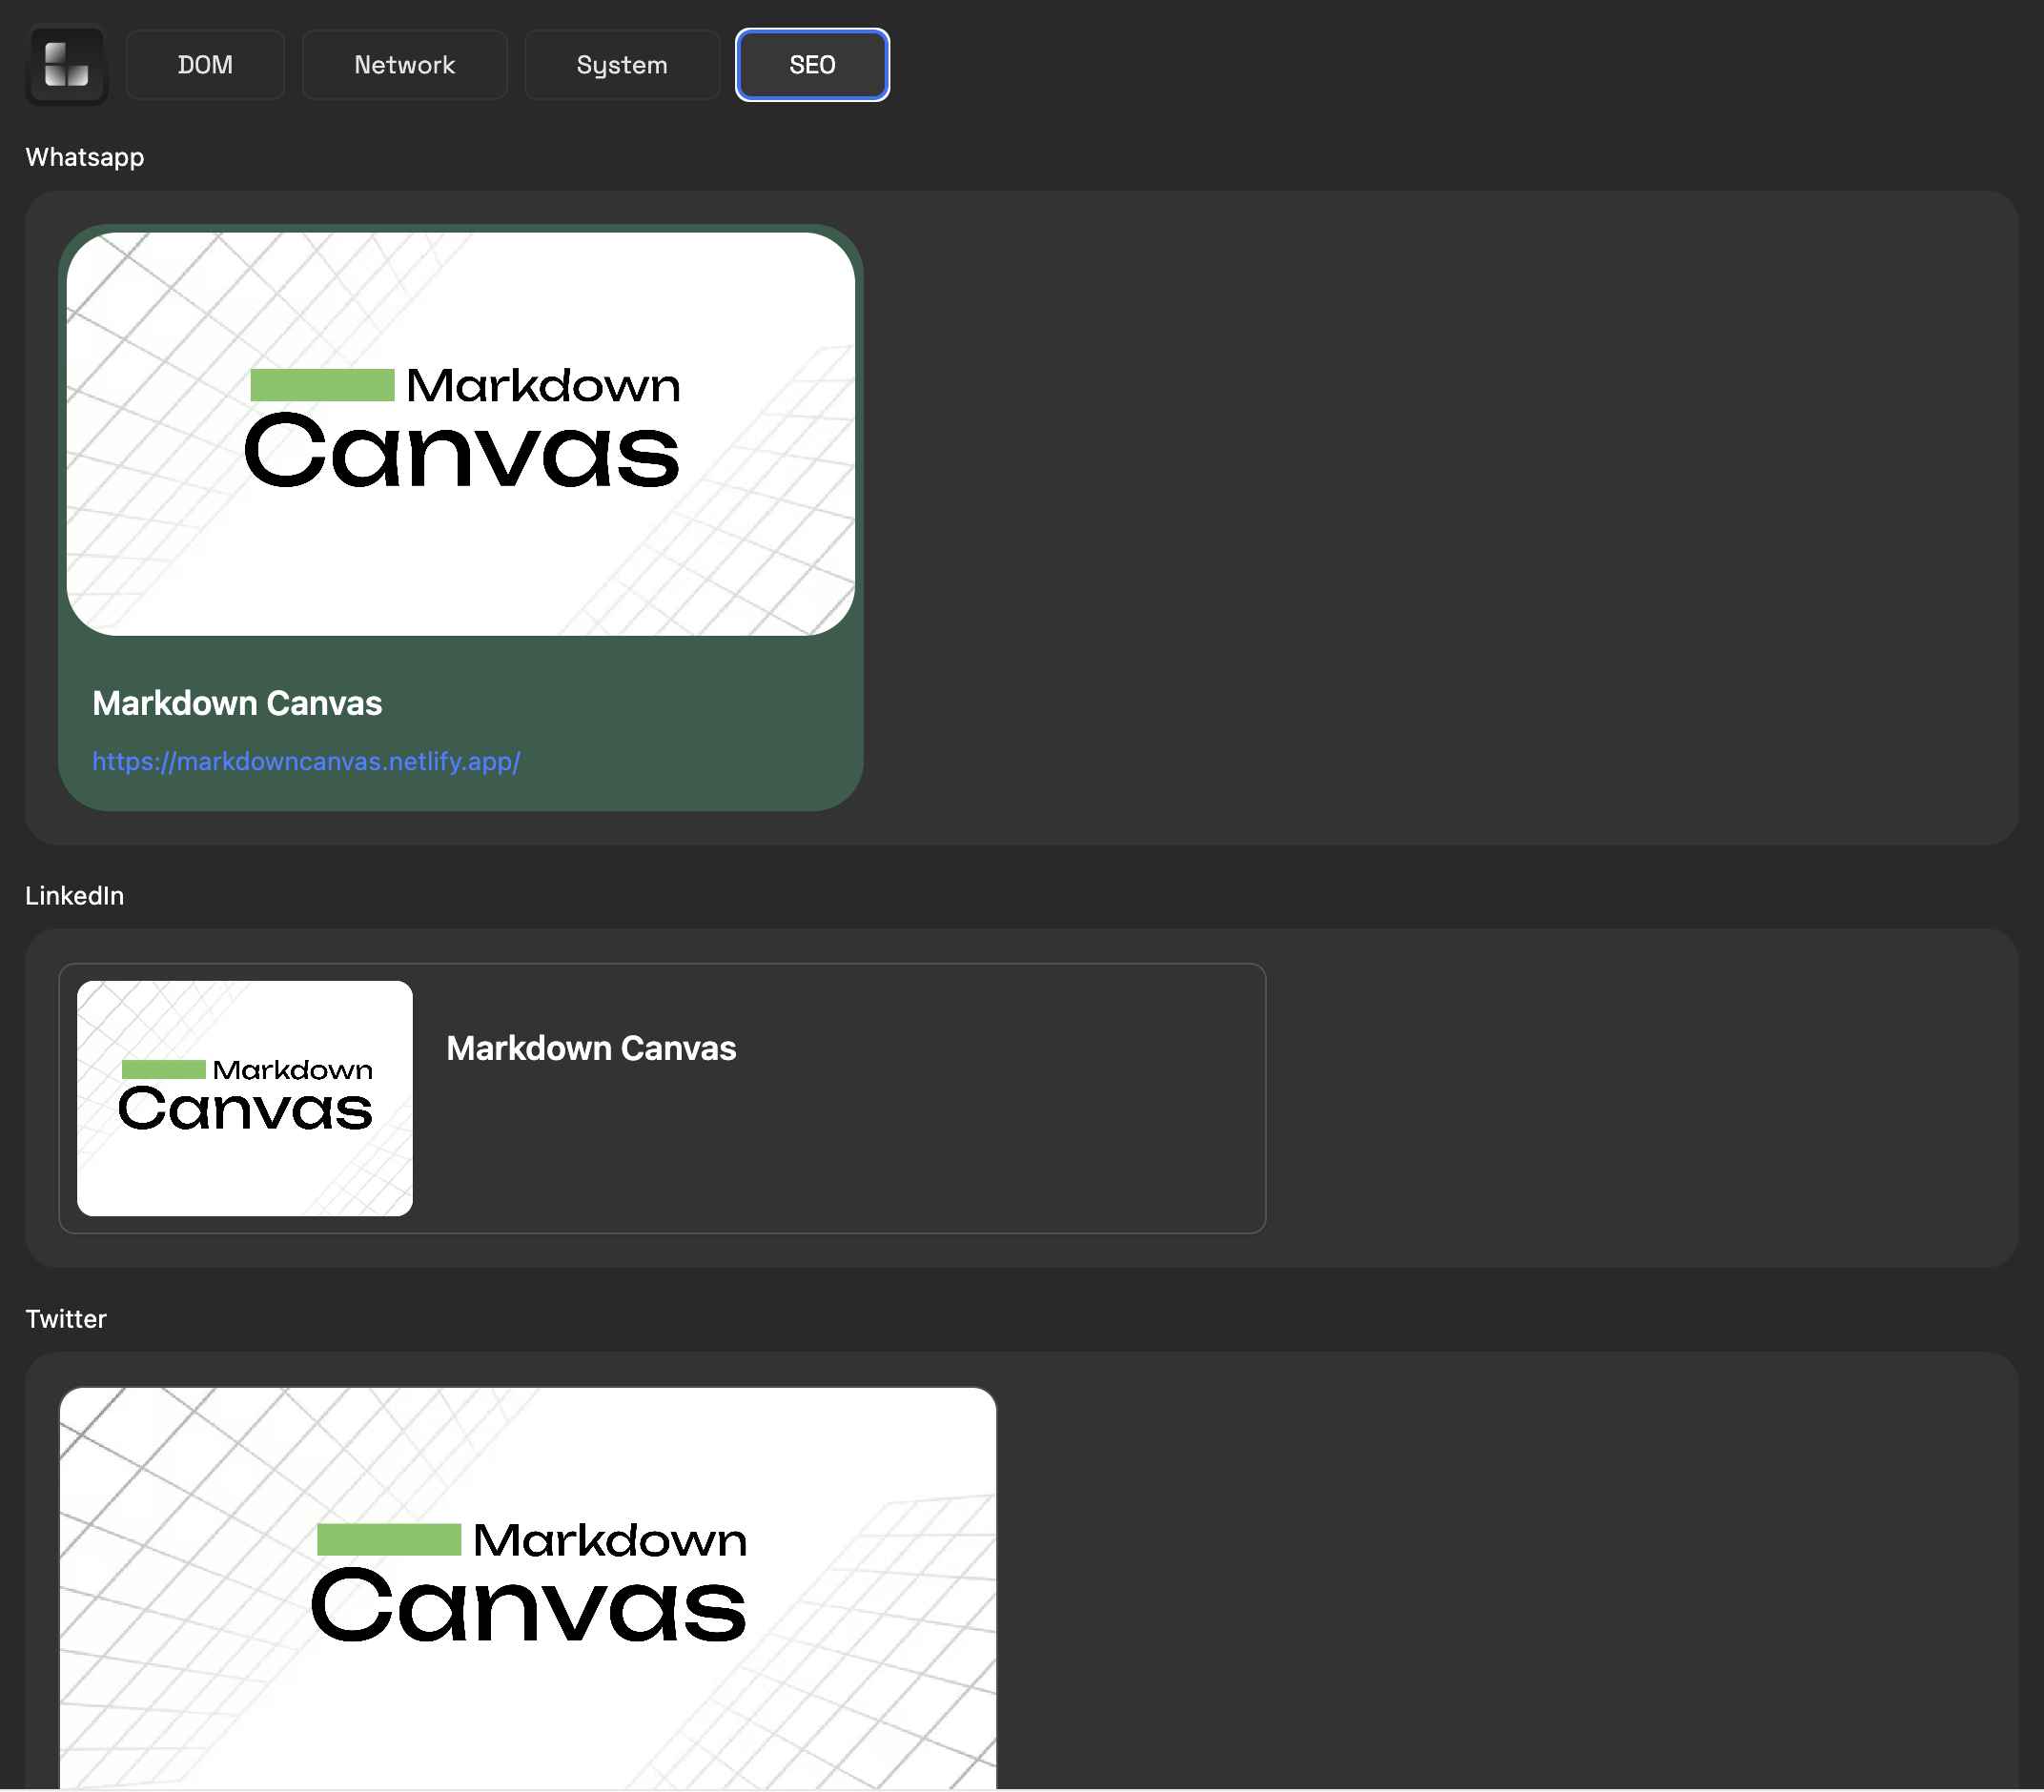 DOM
Network
System
SEO
Whatsapp
Markdown
Canvas
Markdown Canvas
https://markdowncanvas.netlify.app/
LinkedIn
Markdown
Canvas
Markdown Canvas
Twitter
Markdown
Canvas